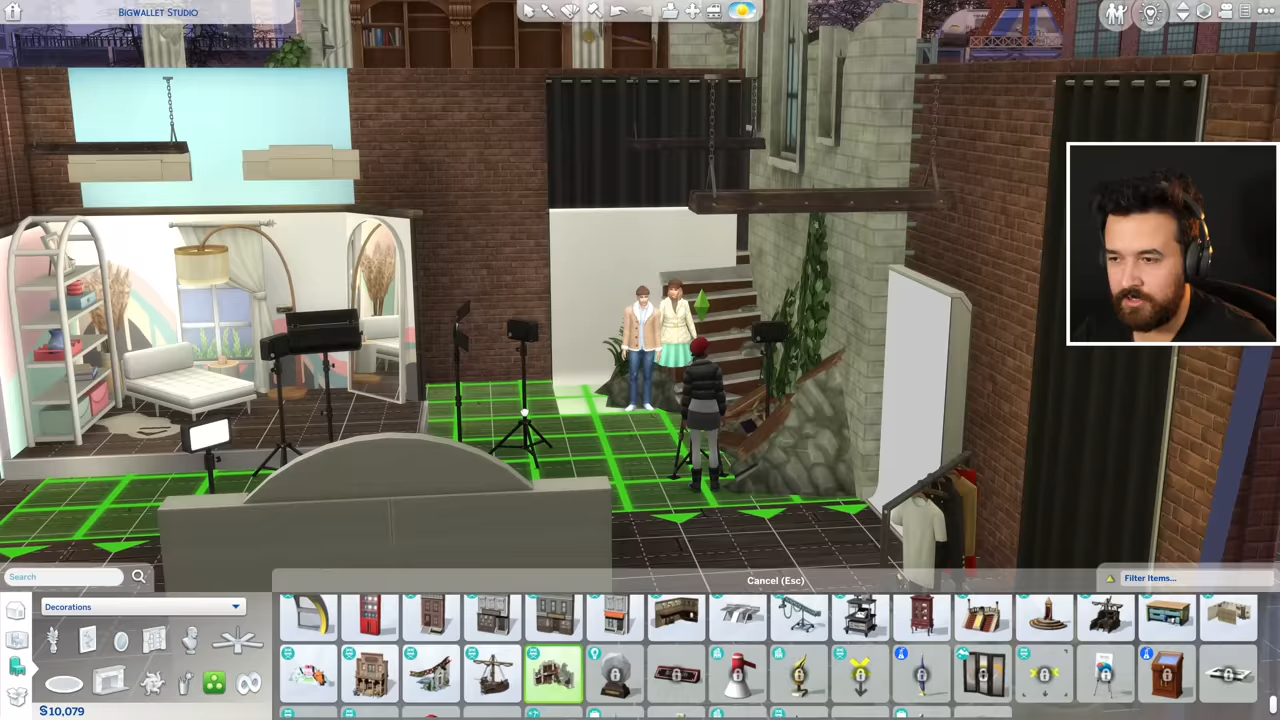 Bigwallet Studio
Cancel (Esc)
Filter Items...
Search
Decorations
$10,079